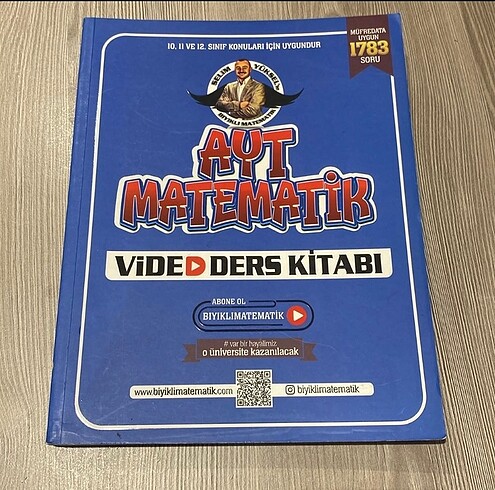 10. 11 VE 12. SINIF KONULARI İÇİN UYGUNDUR
MÜFREDATA
UYGUN
1783
SORU
SELİM YÜKSEL
BIYIKLI MATEMATİK
AYT
MATEMATİK
VİDEO DERS KİTABI
ABONE OL
BIYIKLIMATEMATİK
# var bir hayalimiz
o üniversite kazanılacak
www.biyiklimatematik.com
biyiklimatematik